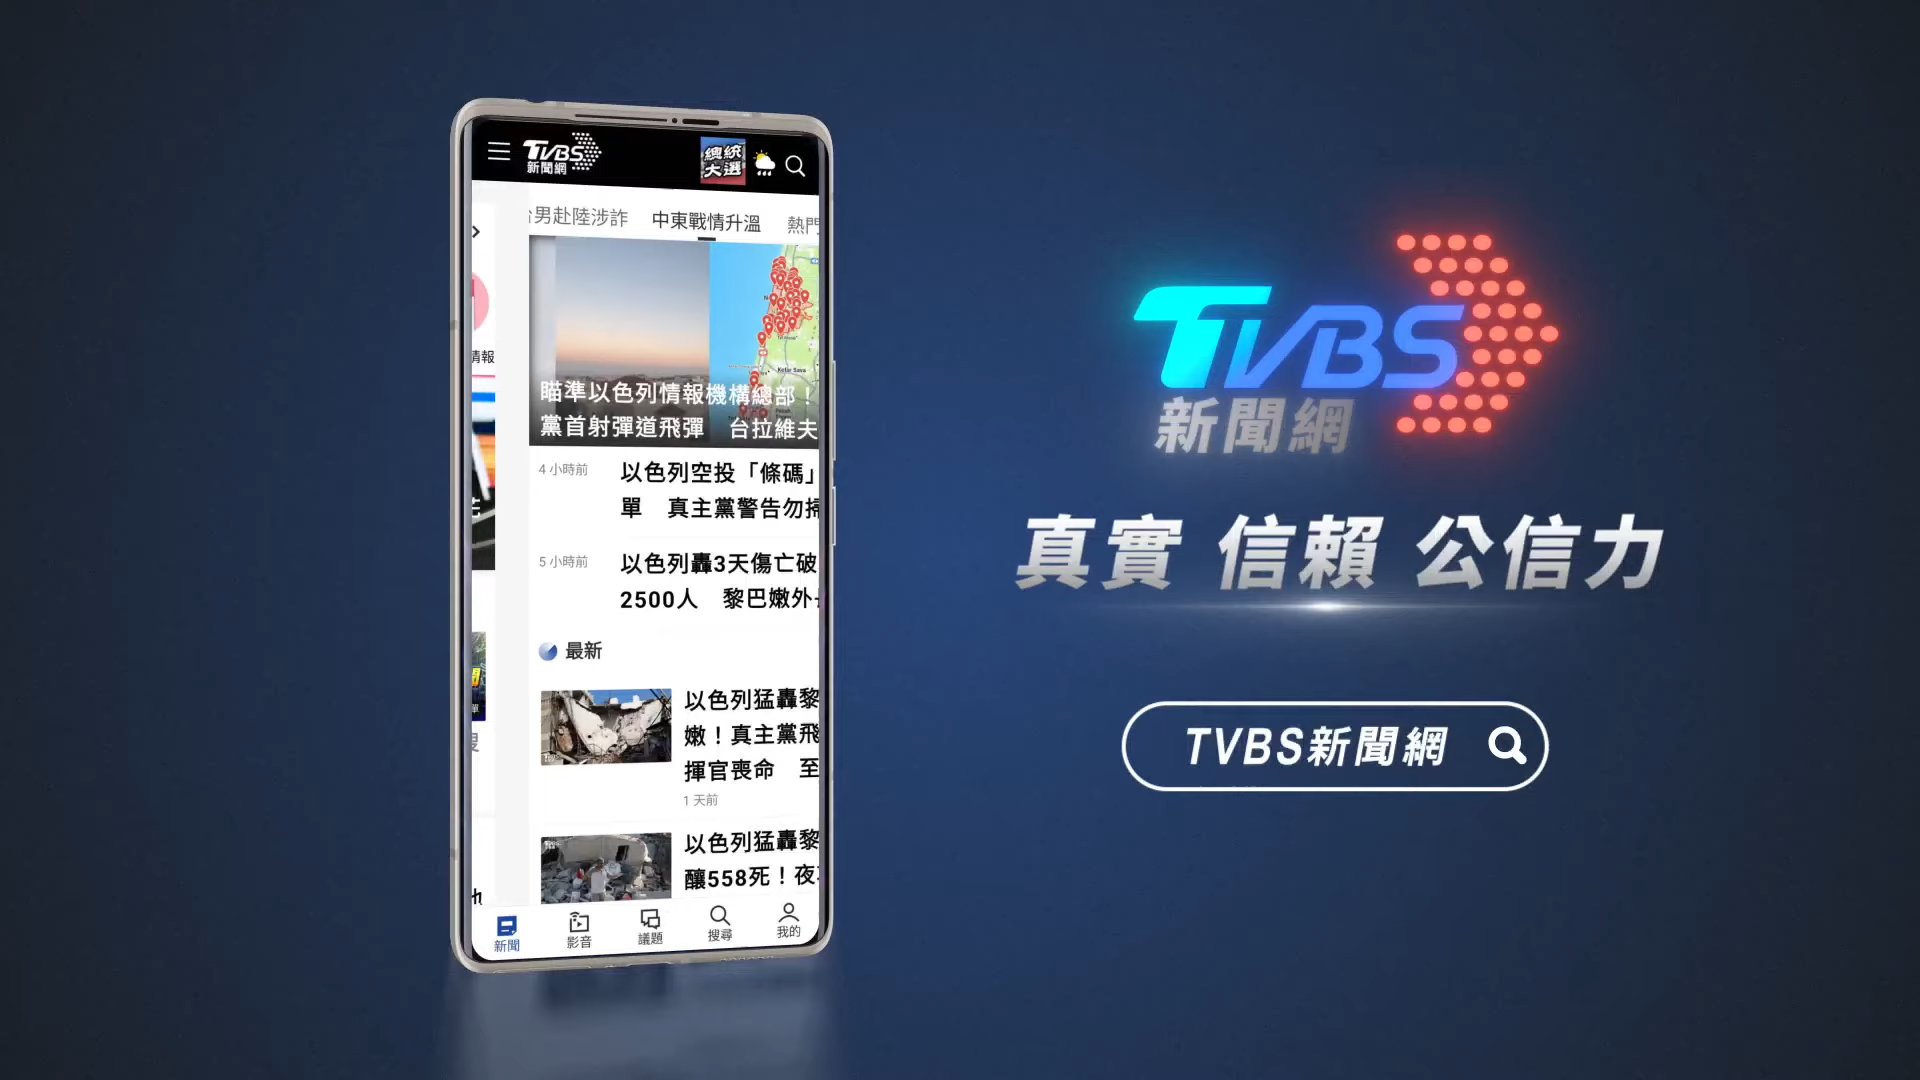 TVBS
新聞網
總統
大選
台男赴陸涉詐
中東戰情升溫
熱門
瞄準以色列情報機構總部！
黨首射彈道飛彈 台拉維夫
4 小時前
以色列空投「條碼」
單 真主黨警告勿掃
5 小時前
以色列轟3天傷亡破
2500人 黎巴嫩外長
最新
以色列猛轟黎
嫩！真主黨飛
揮官喪命 至
1 天前
以色列猛轟黎
釀558死！夜
情報
新聞
影音
議題
搜尋
我的
TVBS
新聞網
真實 信賴 公信力
TVBS新聞網